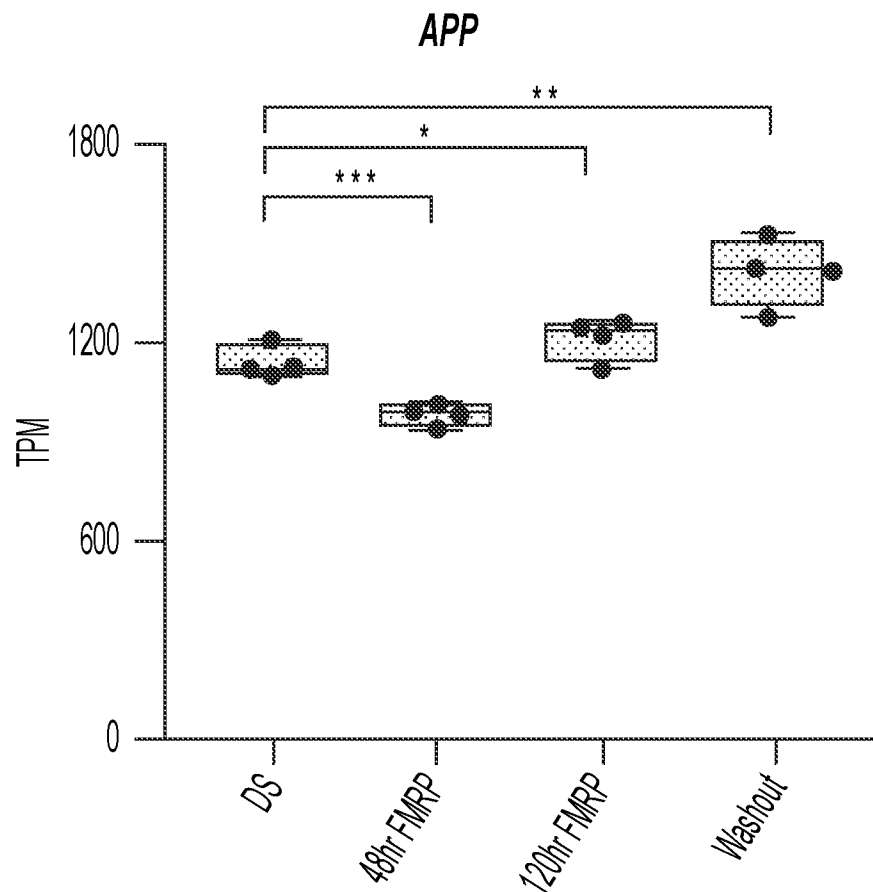 APP
**
*
***
1800
1200
600
0
TPM
DS
48hr FMRP
120hr FMRP
Washout